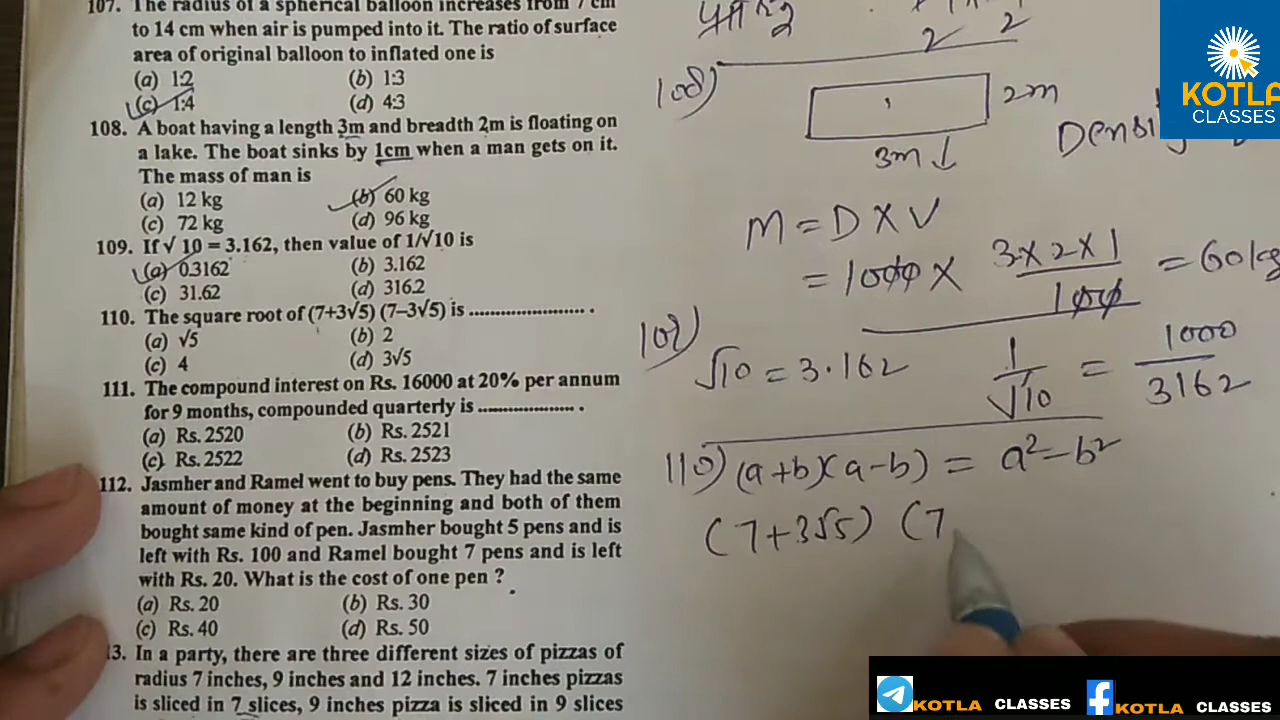 107. The radius of a spherical balloon increases from 7 cm
to 14 cm when air is pumped into it. The ratio of surface
area of original balloon to inflated one is
(a) 1:2 (b) 1:3
(c) 1:4 (d) 4:3
108. A boat having a length 3m and breadth 2m is floating on
a lake. The boat sinks by 1cm when a man gets on it.
The mass of man is
(a) 12 kg (b) 60 kg
(c) 72 kg (d) 96 kg
109. If √ 10 = 3.162, then value of 1/√10 is
(a) 0.3162 (b) 3.162
(c) 31.62 (d) 316.2
110. The square root of (7+3√5) (7–3√5) is ........................ .
(a) √5 (b) 2
(c) 4 (d) 3√5
111. The compound interest on Rs. 16000 at 20% per annum
for 9 months, compounded quarterly is .................... .
(a) Rs. 2520 (b) Rs. 2521
(c) Rs. 2522 (d) Rs. 2523
112. Jasmher and Ramel went to buy pens. They had the same
amount of money at the beginning and both of them
bought same kind of pen. Jasmher bought 5 pens and is
left with Rs. 100 and Ramel bought 7 pens and is left
with Rs. 20. What is the cost of one pen ?
(a) Rs. 20 (b) Rs. 30
(c) Rs. 40 (d) Rs. 50
13. In a party, there are three different sizes of pizzas of
radius 7 inches, 9 inches and 12 inches. 7 inches pizzas
is sliced in 7 slices, 9 inches pizza is sliced in 9 slices
2 2
108)
2m
3m
M = D X V
= 1000 X 3X2X1 / 100 = 60kg
109)
√10 = 3.162 1/√10 = 1000/3162
110) (a+b)(a-b) = a²-b²
(7+3√5) (7
KOTLA
CLASSES
KOTLA CLASSES KOTLA CLASSES